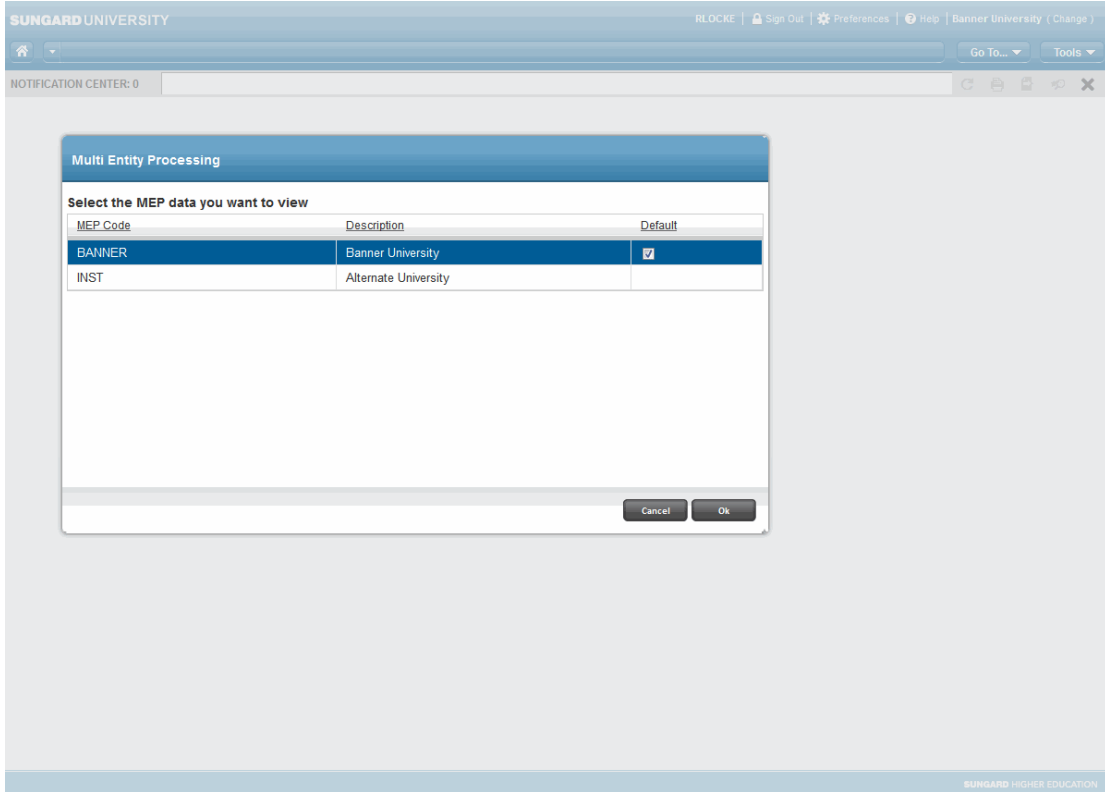 SUNGARD UNIVERSITY RLOCKE | Sign Out | Preferences | Help | Banner University ( Change )
Go To... Tools
NOTIFICATION CENTER: 0
Multi Entity Processing
Select the MEP data you want to view
MEP Code Description Default
BANNER Banner University
INST Alternate University
Cancel Ok
SUNGARD HIGHER EDUCATION